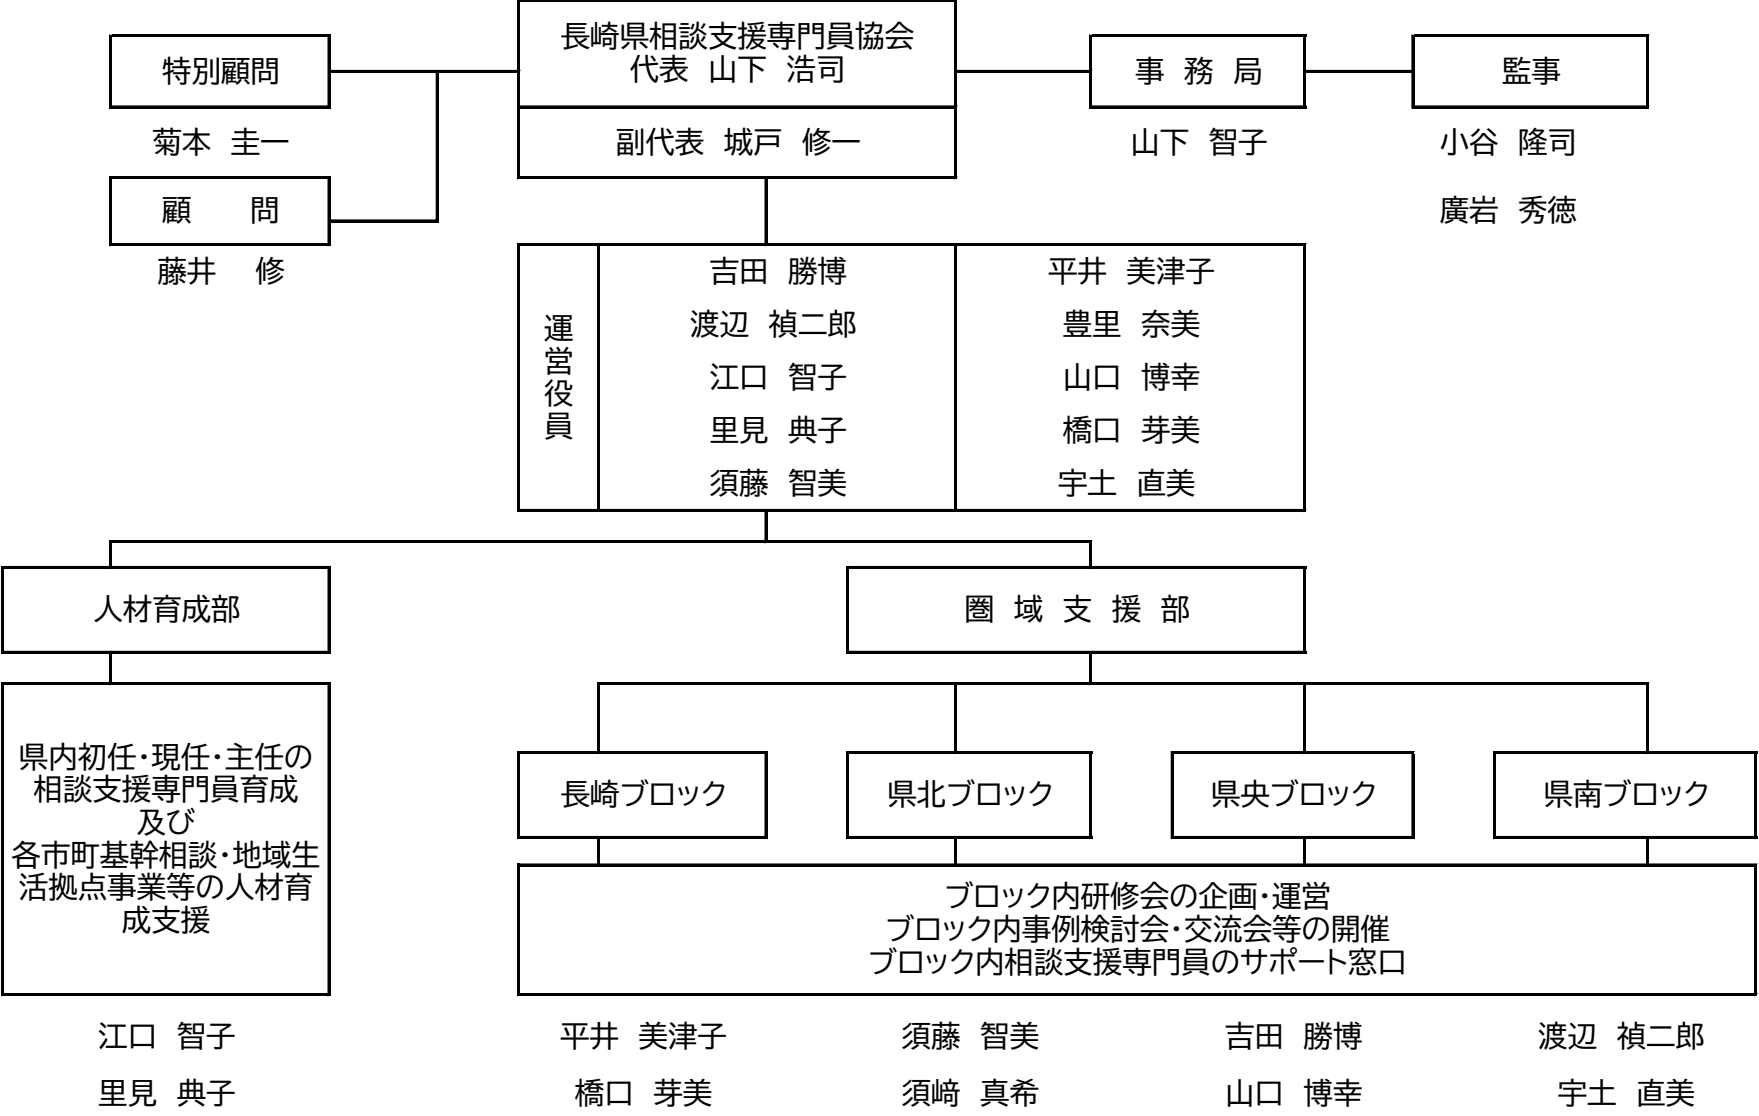 長崎県相談支援専門員協会
代表 山下 浩司
副代表 城戸 修一
特別顧問
菊本 圭一
顧 問
藤井 修
事 務 局
山下 智子
監事
小谷 隆司
廣岩 秀徳
運営役員
吉田 勝博
渡辺 禎二郎
江口 智子
里見 典子
須藤 智美
平井 美津子
豊里 奈美
山口 博幸
橋口 芽美
宇土 直美
人材育成部
県内初任・現任・主任の
相談支援専門員育成
及び
各市町基幹相談・地域生
活拠点事業等の人材育
成支援
江口 智子
里見 典子
圏 域 支 援 部
長崎ブロック
県北ブロック
県央ブロック
県南ブロック
ブロック内研修会の企画・運営
ブロック内事例検討会・交流会等の開催
ブロック内相談支援専門員のサポート窓口
平井 美津子
橋口 芽美
須藤 智美
須﨑 真希
吉田 勝博
山口 博幸
渡辺 禎二郎
宇土 直美